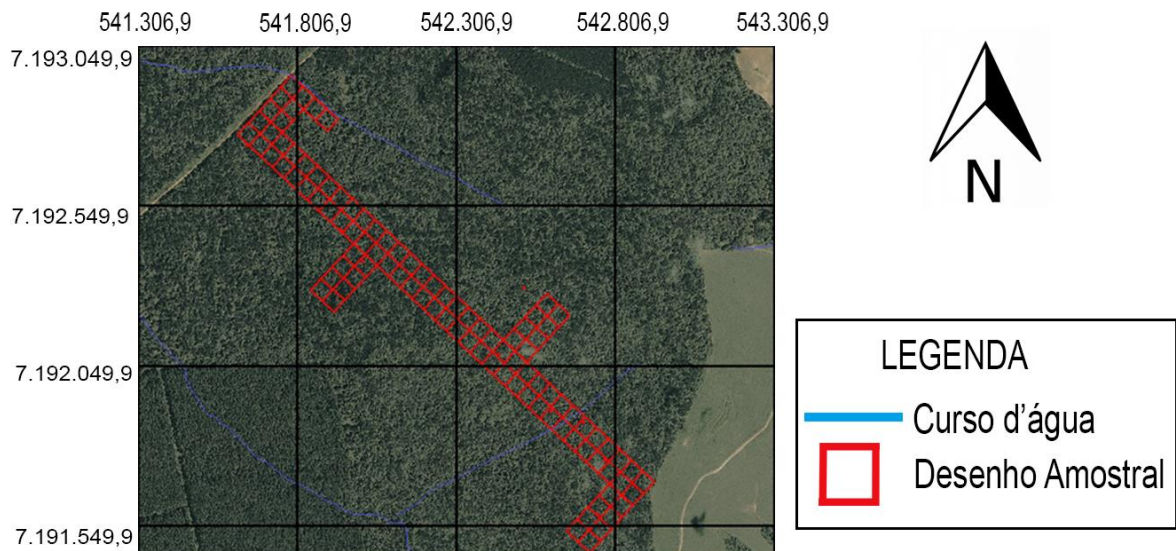 541.306,9 541.806,9 542.306,9 542.806,9 543.306,9
7.193.049,9
7.192.549,9
7.192.049,9
7.191.549,9
N
LEGENDA
Curso d'água
Desenho Amostral